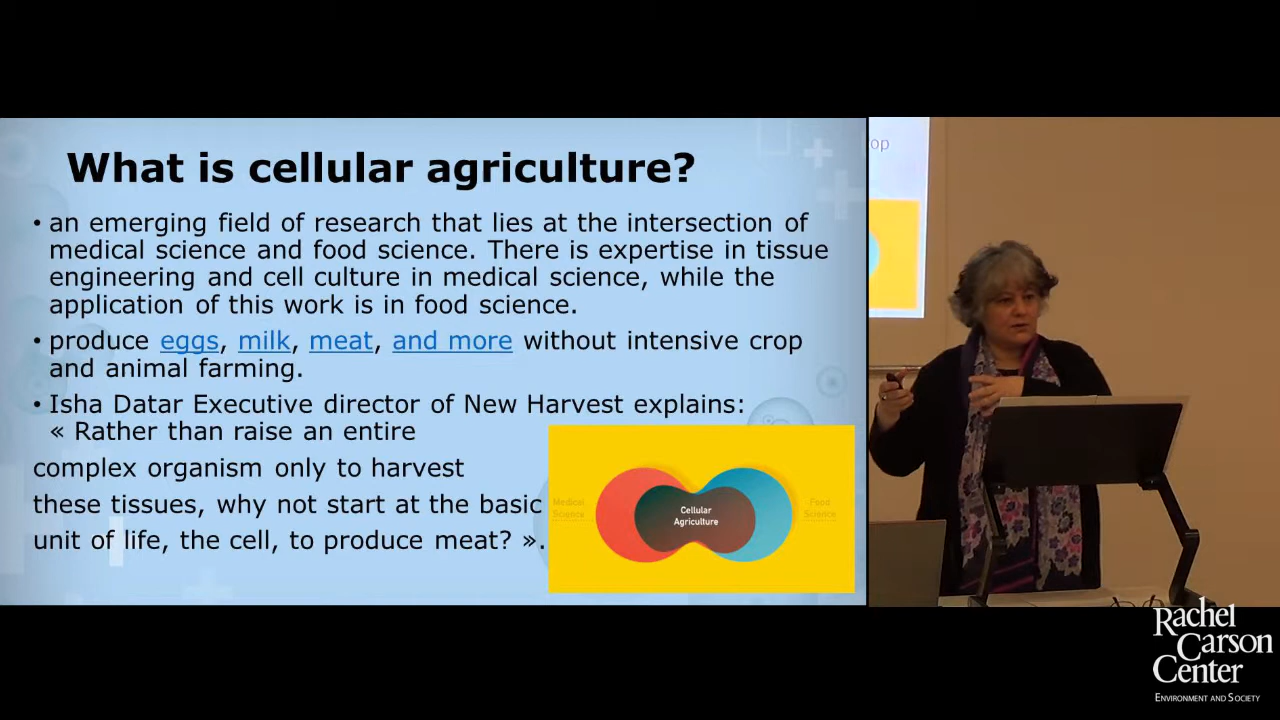 What is cellular agriculture?
• an emerging field of research that lies at the intersection of
medical science and food science. There is expertise in tissue
engineering and cell culture in medical science, while the
application of this work is in food science.
• produce eggs, milk, meat, and more without intensive crop
and animal farming.
• Isha Datar Executive director of New Harvest explains:
« Rather than raise an entire
complex organism only to harvest
these tissues, why not start at the basic
unit of life, the cell, to produce meat? ».
Medical
Science
Cellular
Agriculture
Food
Science
op
Rachel
Carson
Center
ENVIRONMENT AND SOCIETY